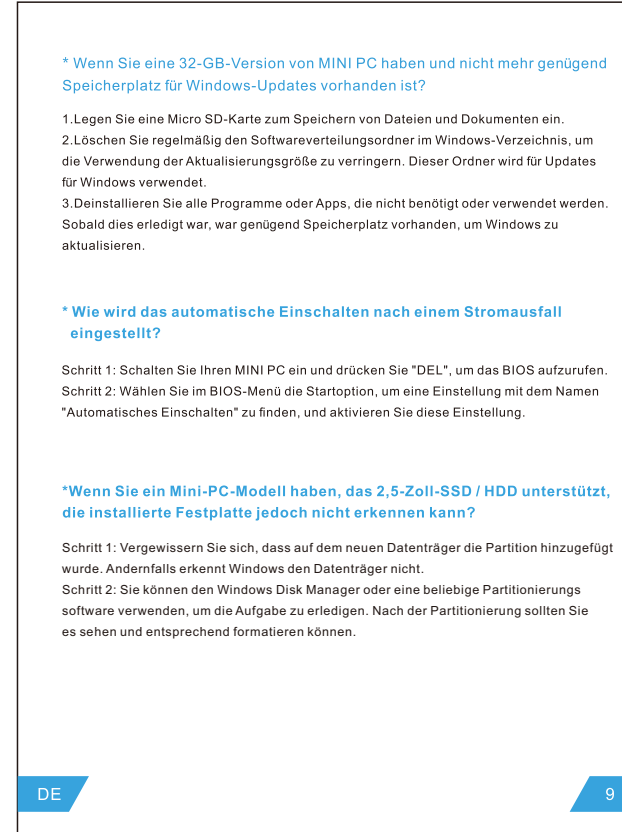 * Wenn Sie eine 32-GB-Version von MINI PC haben und nicht mehr genügend
Speicherplatz für Windows-Updates vorhanden ist?
1.Legen Sie eine Micro SD-Karte zum Speichern von Dateien und Dokumenten ein.
2.Löschen Sie regelmäßig den Softwareverteilungsordner im Windows-Verzeichnis, um
die Verwendung der Aktualisierungsgröße zu verringern. Dieser Ordner wird für Updates
für Windows verwendet.
3.Deinstallieren Sie alle Programme oder Apps, die nicht benötigt oder verwendet werden.
Sobald dies erledigt war, war genügend Speicherplatz vorhanden, um Windows zu
aktualisieren.
* Wie wird das automatische Einschalten nach einem Stromausfall
eingestellt?
Schritt 1: Schalten Sie Ihren MINI PC ein und drücken Sie "DEL", um das BIOS aufzurufen.
Schritt 2: Wählen Sie im BIOS-Menü die Startoption, um eine Einstellung mit dem Namen
"Automatisches Einschalten" zu finden, und aktivieren Sie diese Einstellung.
*Wenn Sie ein Mini-PC-Modell haben, das 2,5-Zoll-SSD / HDD unterstützt,
die installierte Festplatte jedoch nicht erkennen kann?
Schritt 1: Vergewissern Sie sich, dass auf dem neuen Datenträger die Partition hinzugefügt
wurde. Andernfalls erkennt Windows den Datenträger nicht.
Schritt 2: Sie können den Windows Disk Manager oder eine beliebige Partitionierungs
software verwenden, um die Aufgabe zu erledigen. Nach der Partitionierung sollten Sie
es sehen und entsprechend formatieren können.
DE
9